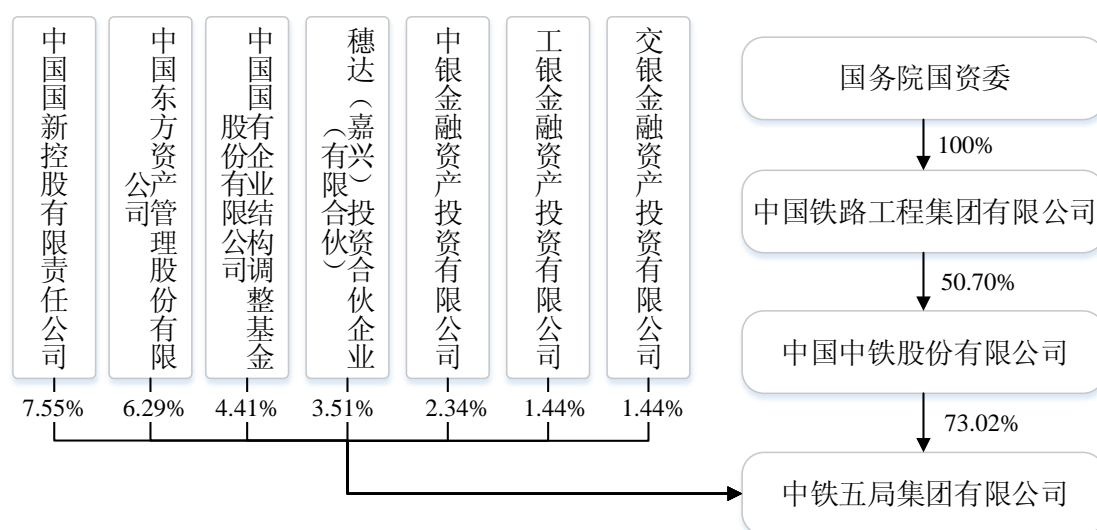 中国国新控股有限责任公司
中国东方资产管理股份有限
公司
中国国有企业结构调整基金
股份有限公司
穗达（嘉兴）投资合伙企业
（有限合伙）
中银金融资产投资有限公司
工银金融资产投资有限公司
交银金融资产投资有限公司
7.55%
6.29%
4.41%
3.51%
2.34%
1.44%
1.44%
国务院国资委
100%
中国铁路工程集团有限公司
50.70%
中国中铁股份有限公司
73.02%
中铁五局集团有限公司